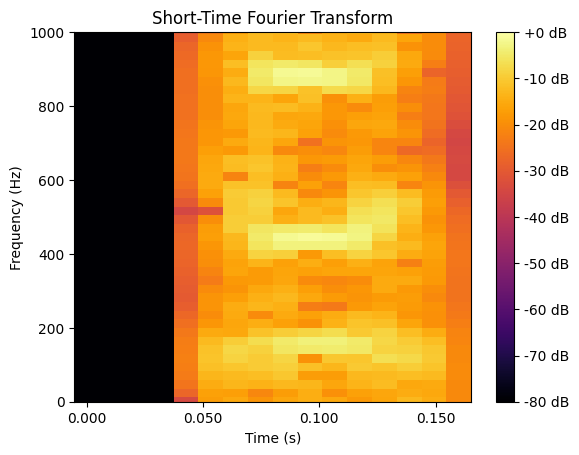 Short-Time Fourier Transform
1000
800
600
400
200
0
Frequency (Hz)
0.000
0.050
0.100
0.150
Time (s)
+0 dB
-10 dB
-20 dB
-30 dB
-40 dB
-50 dB
-60 dB
-70 dB
-80 dB